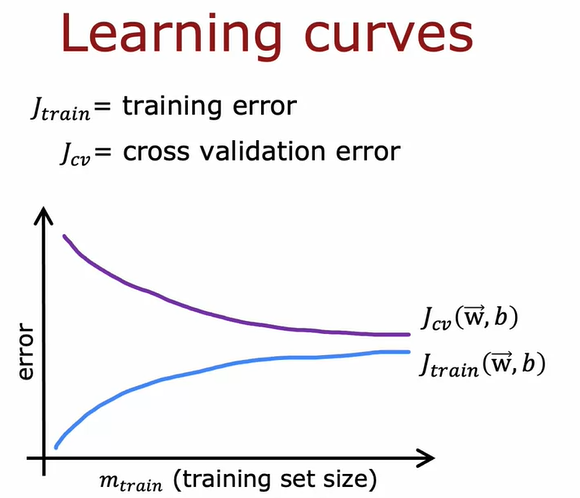 Learning curves
J_train = training error
J_cv = cross validation error
J_cv(w⃗, b)
error
J_train(w⃗, b)
m_train (training set size)